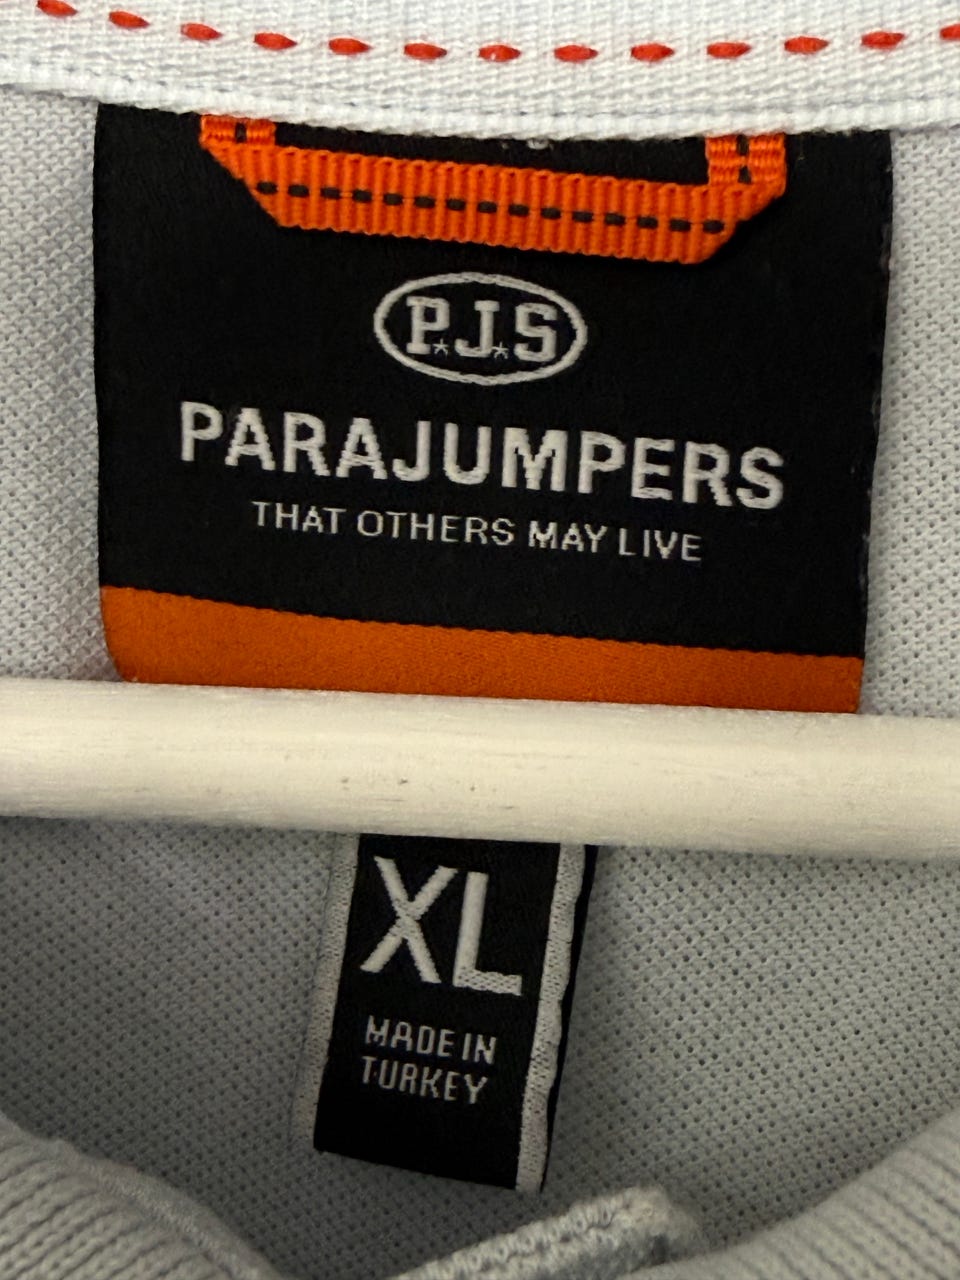 P.J.S
PARAJUMPERS
THAT OTHERS MAY LIVE
XL
MADE IN
TURKEY